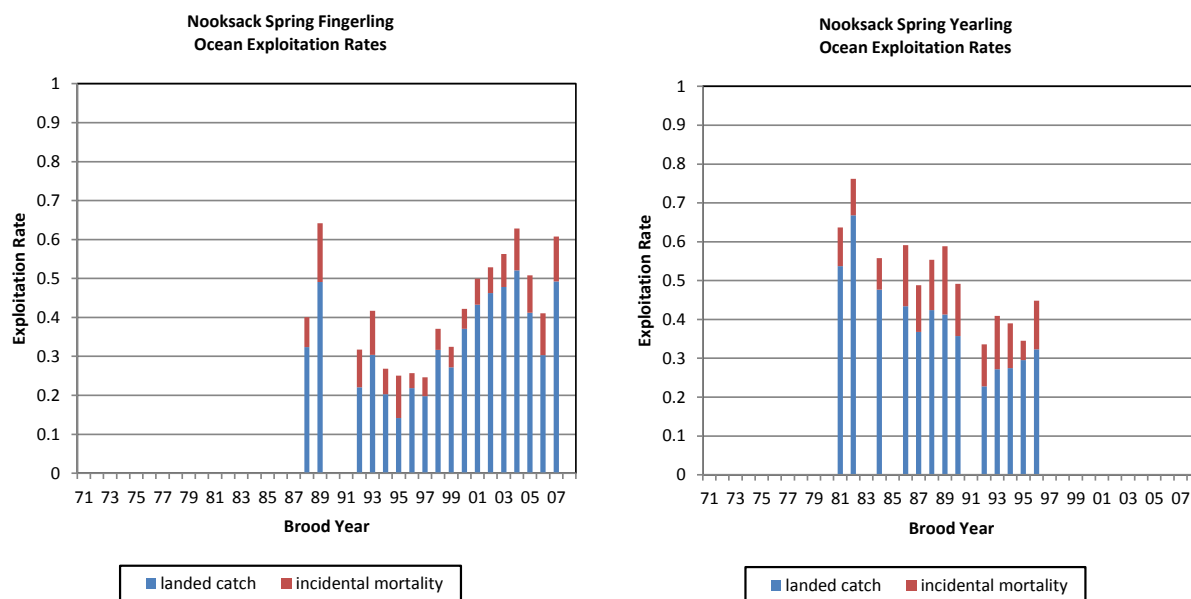 Nooksack Spring Fingerling
Ocean Exploitation Rates
1
0.9
0.8
0.7
0.6
0.5
0.4
0.3
0.2
0.1
0
Exploitation Rate
71 73 75 77 79 81 83 85 87 89 91 93 95 97 99 01 03 05 07
Brood Year
landed catch incidental mortality
Nooksack Spring Yearling
Ocean Exploitation Rates
1
0.9
0.8
0.7
0.6
0.5
0.4
0.3
0.2
0.1
0
Exploitation Rate
71 73 75 77 79 81 83 85 87 89 91 93 95 97 99 01 03 05 07
Brood Year
landed catch incidental mortality